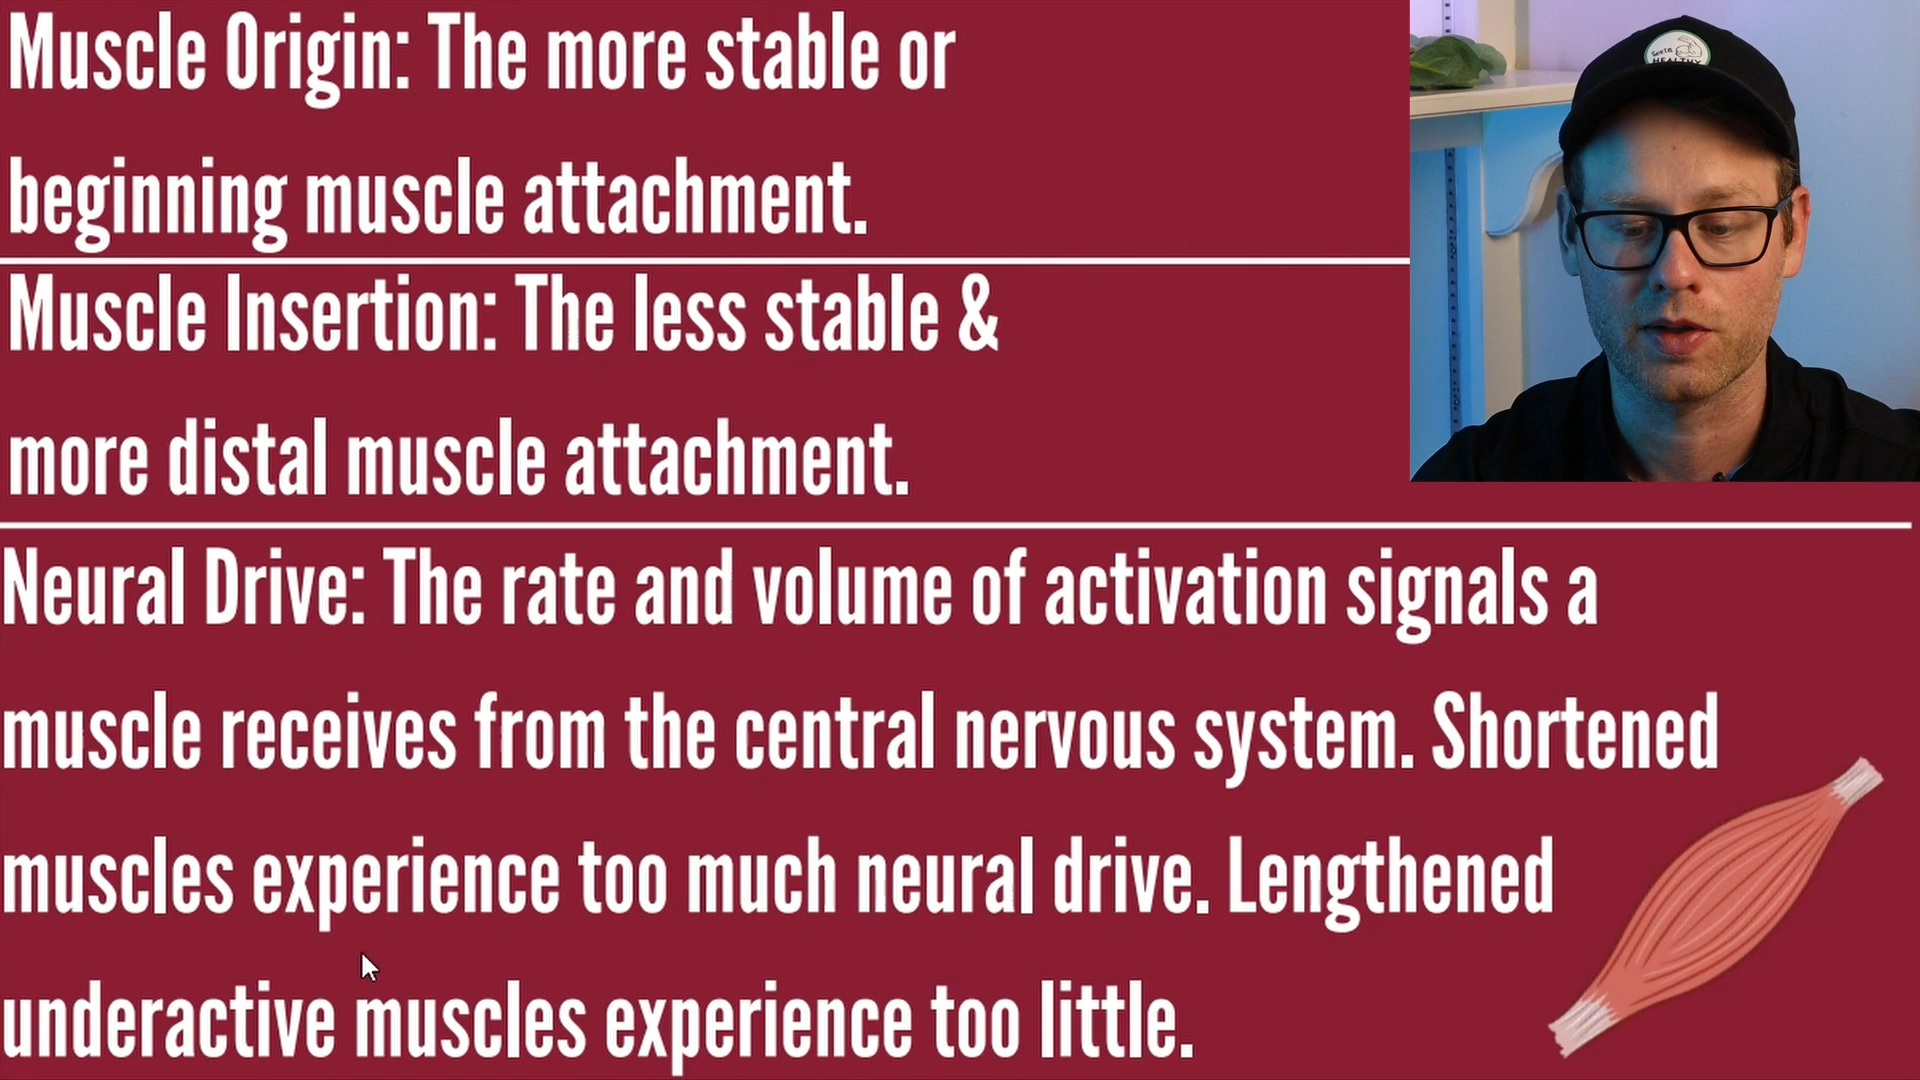 Muscle Origin: The more stable or
beginning muscle attachment.
Muscle Insertion: The less stable &
more distal muscle attachment.
Neural Drive: The rate and volume of activation signals a
muscle receives from the central nervous system. Shortened
muscles experience too much neural drive. Lengthened
underactive muscles experience too little.
HEALTHY